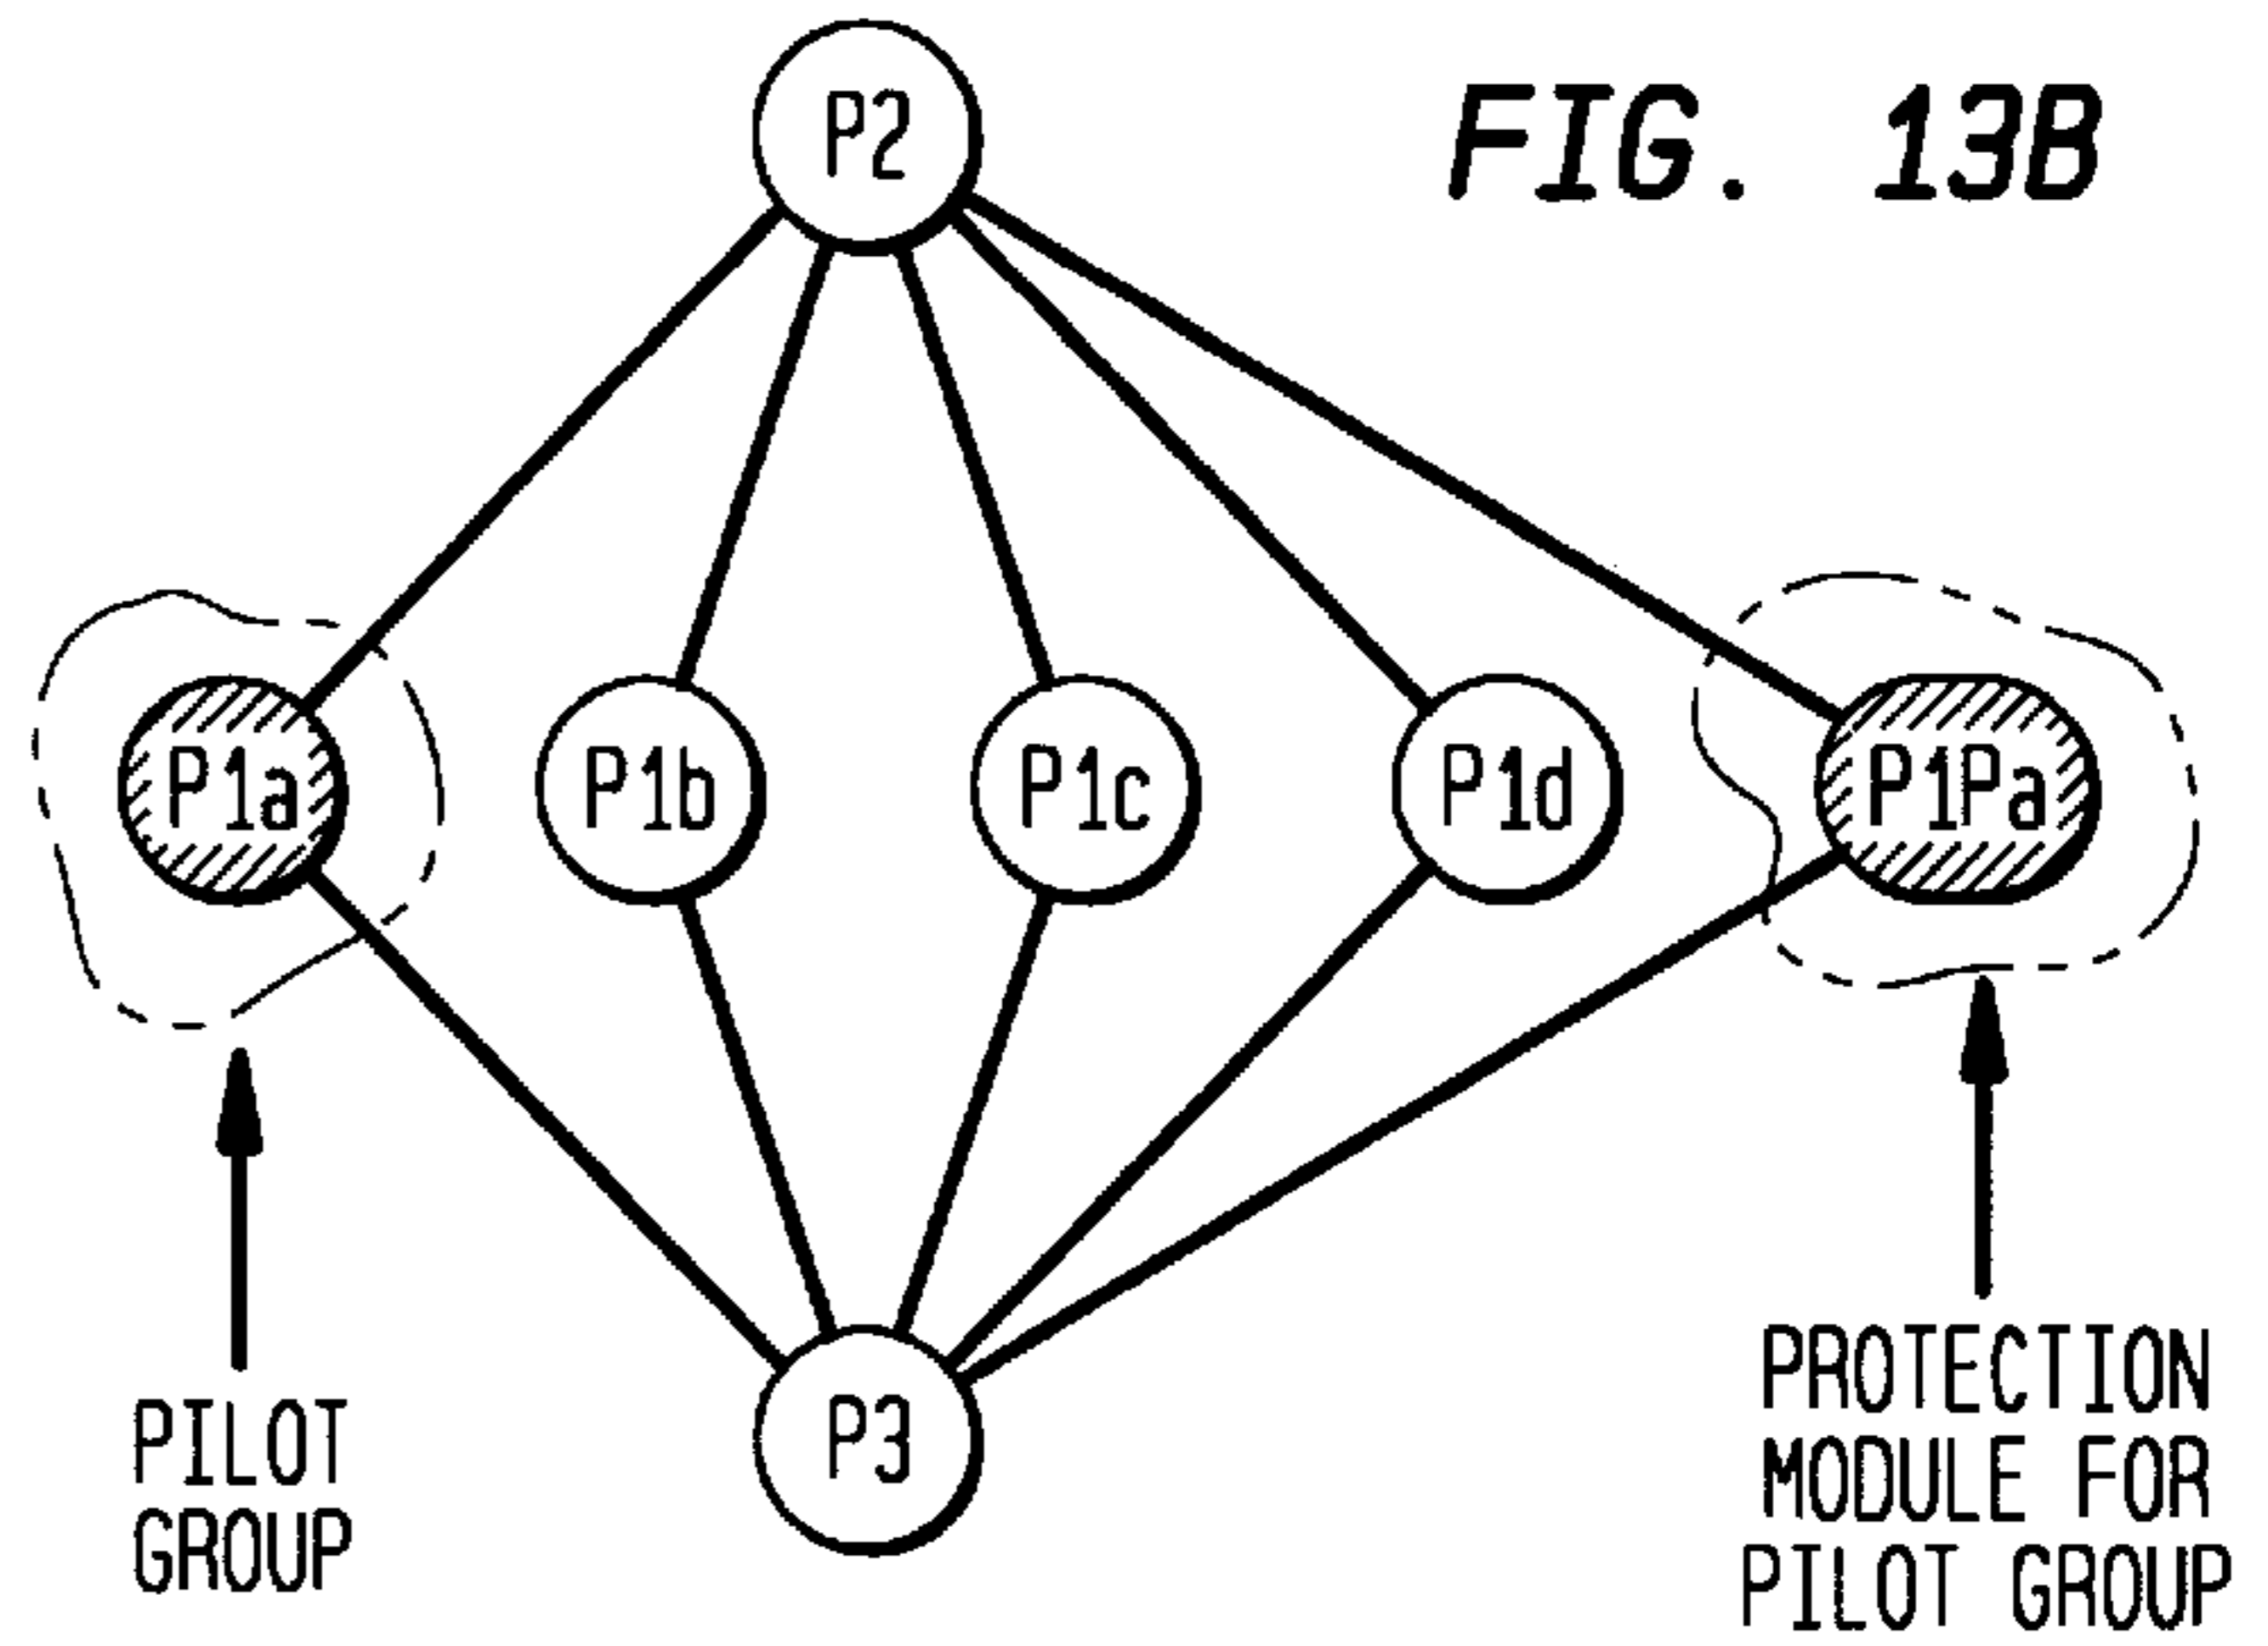 P2
FIG. 13B
P1a
P1b
P1c
P1d
P1Pa
P3
PILOT
GROUP
PROTECTION
MODULE FOR
PILOT GROUP